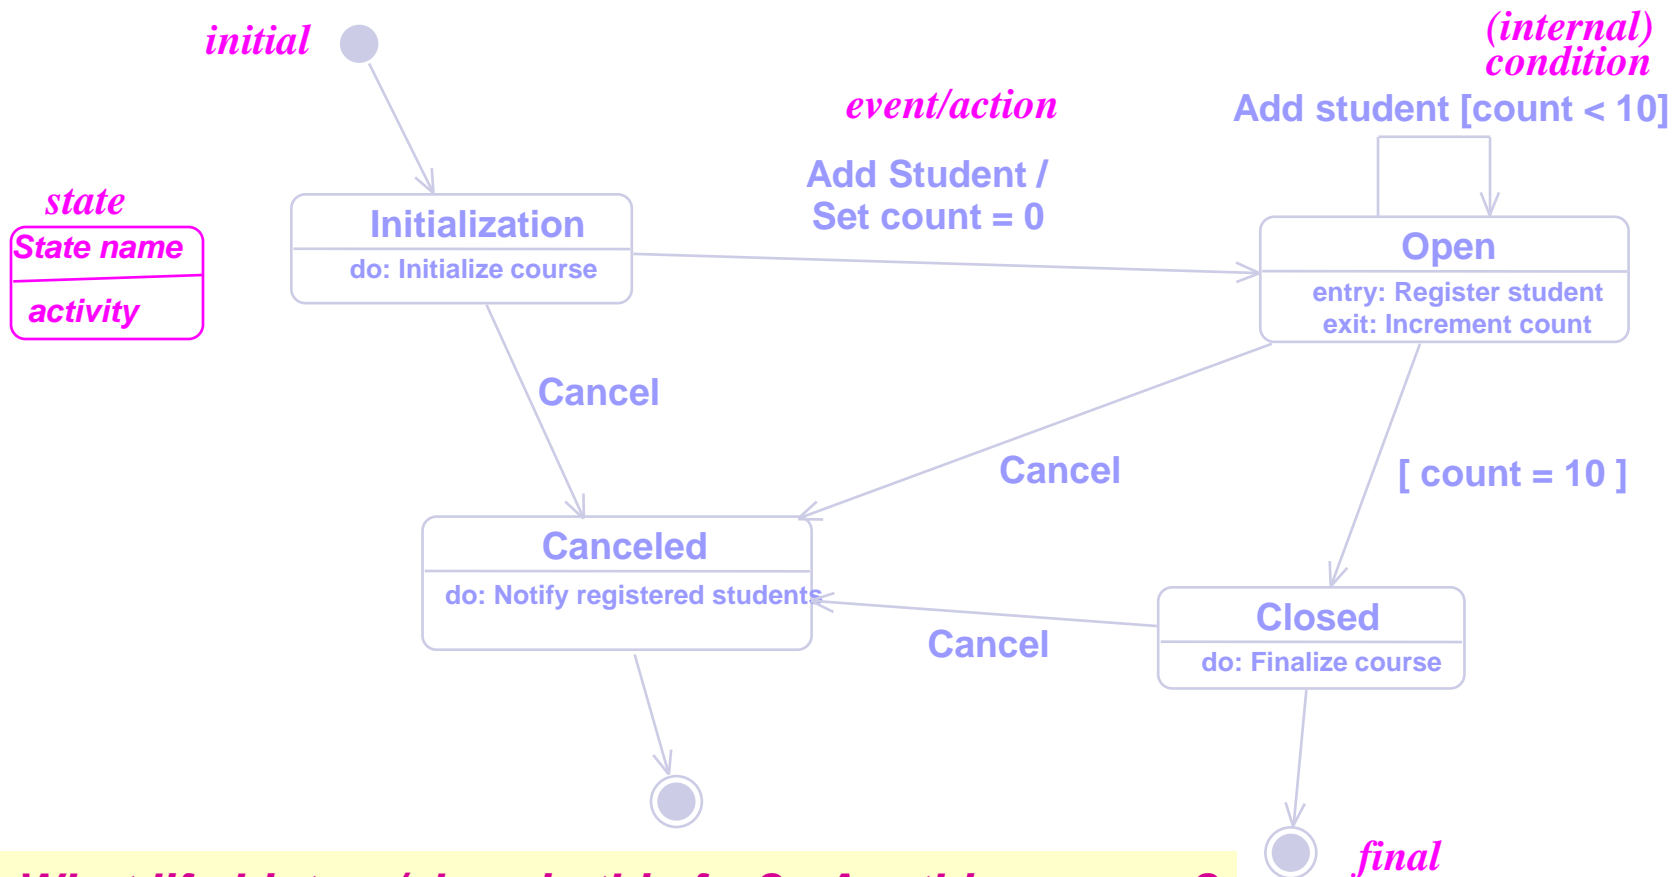 initial
(internal)
condition
event/action
Add student [count < 10]
Add Student /
Set count = 0
state
State name
activity
Initialization
do: Initialize course
Open
entry: Register student
exit: Increment count
Cancel
Cancel
[ count = 10 ]
Canceled
do: Notify registered students
Cancel
Closed
do: Finalize course
final